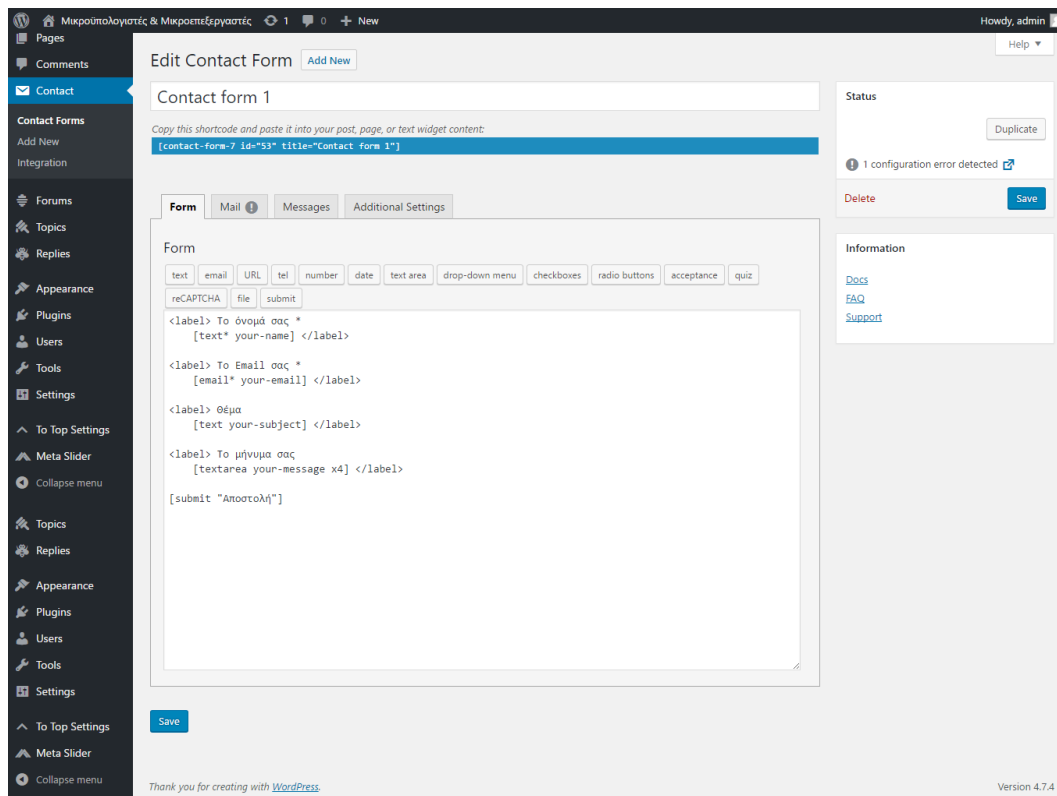 Μικροϋπολογιστές & Μικροεπεξεργαστές 1 0 + New Howdy, admin
Pages
Comments
Contact
Contact Forms
Add New
Integration
Forums
Topics
Replies
Appearance
Plugins
Users
Tools
Settings
To Top Settings
Meta Slider
Collapse menu
Topics
Replies
Appearance
Plugins
Users
Tools
Settings
To Top Settings
Meta Slider
Collapse menu
Help
Edit Contact Form Add New
Contact form 1
Copy this shortcode and paste it into your post, page, or text widget content:
[contact-form-7 id="53" title="Contact form 1"]
Form Mail Messages Additional Settings
Form
text email URL tel number date text area drop-down menu checkboxes radio buttons acceptance quiz
reCAPTCHA file submit
<label> Το όνομά σας *
[text* your-name] </label>
<label> Το Email σας *
[email* your-email] </label>
<label> Θέμα
[text your-subject] </label>
<label> Το μήνυμα σας
[textarea your-message x4] </label>
[submit "Αποστολή"]
Save
Status
Duplicate
1 configuration error detected
Delete Save
Information
Docs
FAQ
Support
Thank you for creating with WordPress. Version 4.7.4